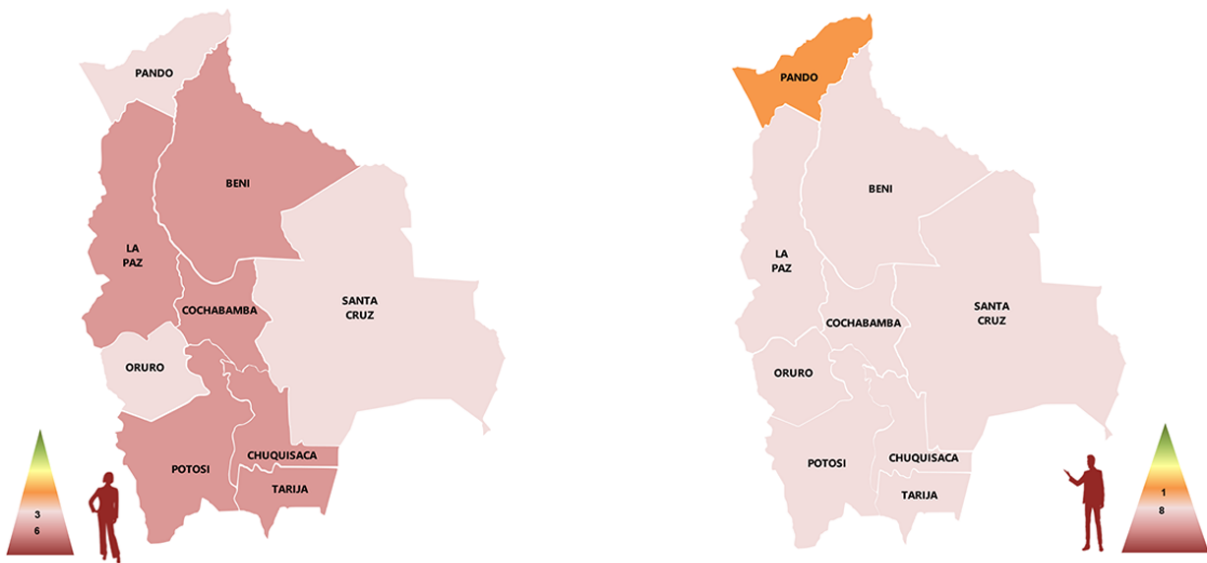 PANDO
BENI
LA
PAZ
COCHABAMBA
SANTA
CRUZ
ORURO
POTOSI
CHUQUISACA
TARIJA
3
6
PANDO
BENI
LA
PAZ
COCHABAMBA
SANTA
CRUZ
ORURO
POTOSI
CHUQUISACA
TARIJA
1
8